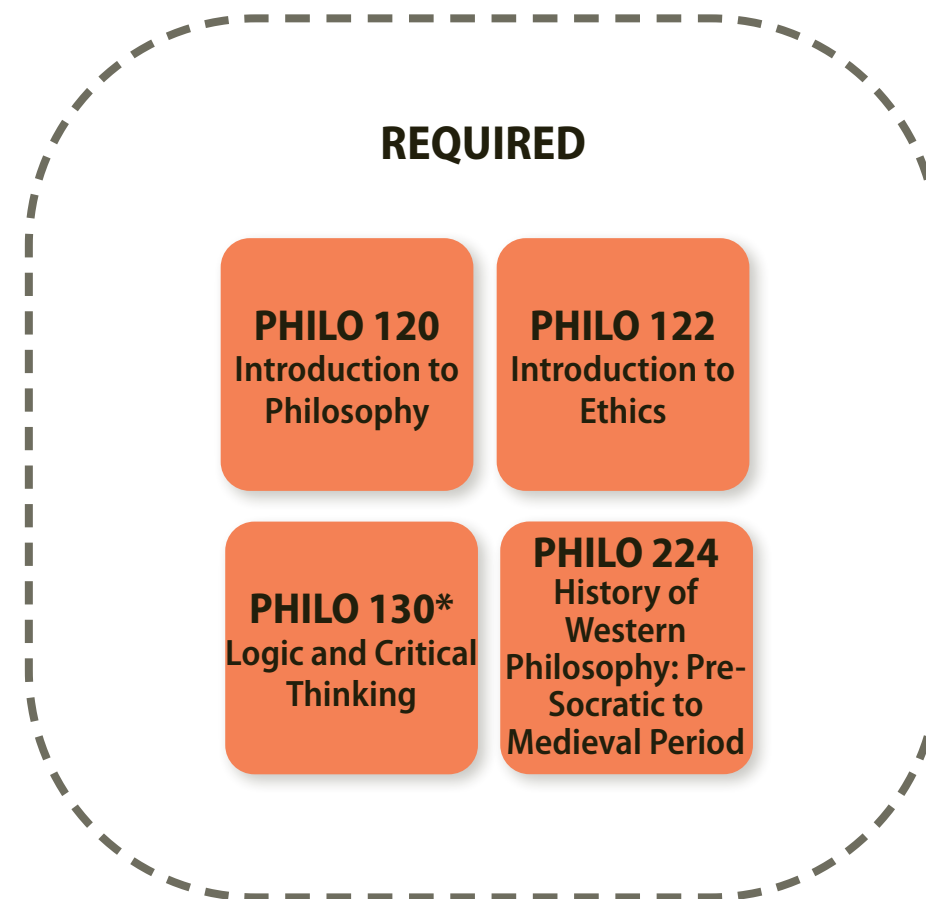 REQUIRED
PHILO 120
Introduction to
Philosophy
PHILO 122
Introduction to
Ethics
PHILO 130*
Logic and Critical
Thinking
PHILO 224
History of
Western
Philosophy: Pre-
Socratic to
Medieval Period